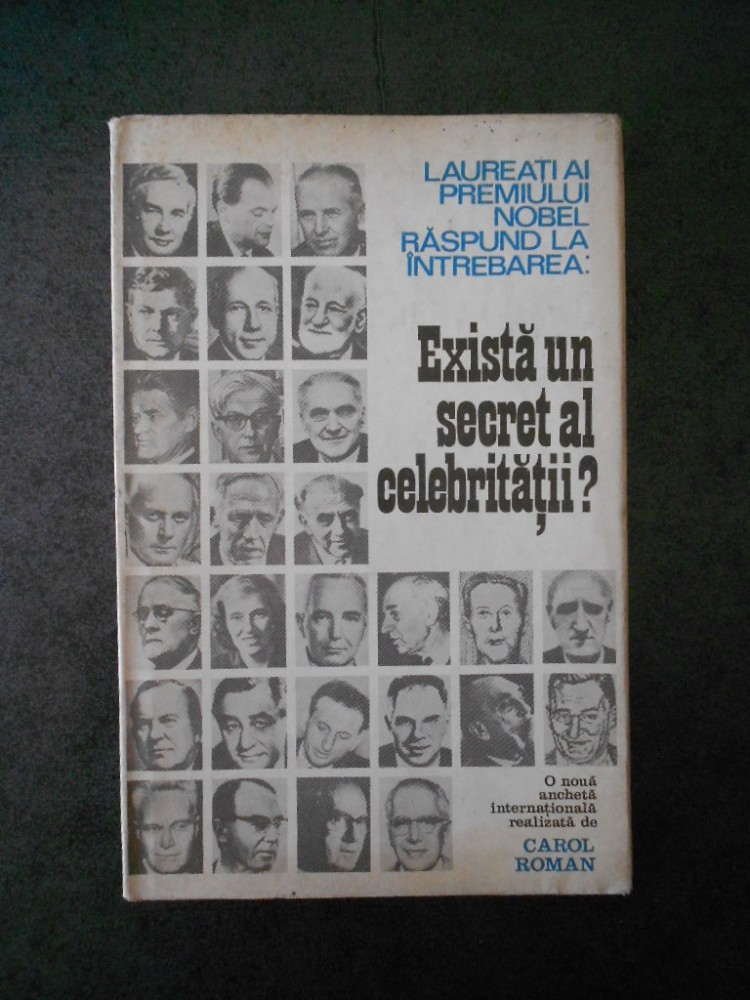 LAUREAȚI AI
PREMIULUI
NOBEL
RĂSPUND LA
ÎNTREBAREA:
Există un
secret al
celebrității?
O nouă
anchetă
internațională
realizată de
CAROL
ROMAN